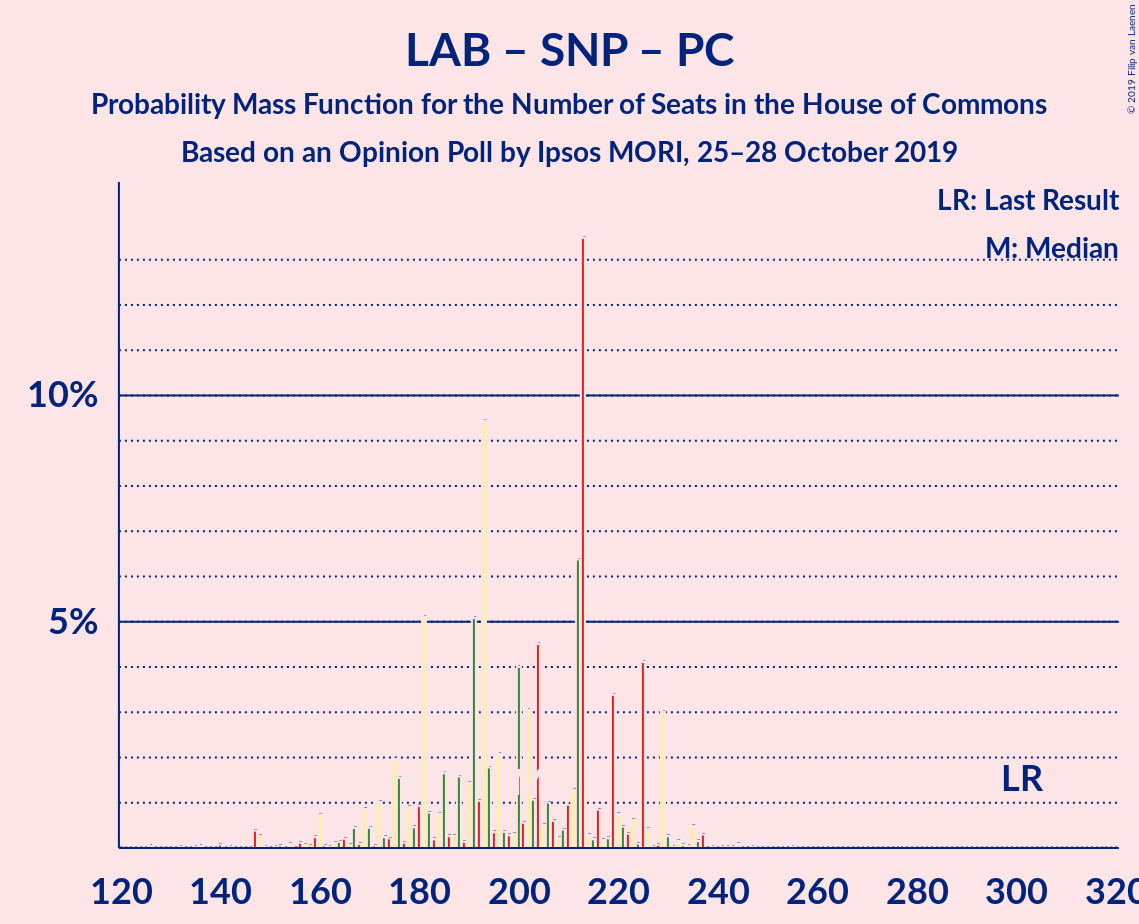 LAB – SNP – PC
Probability Mass Function for the Number of Seats in the House of Commons
Based on an Opinion Poll by Ipsos MORI, 25–28 October 2019
© 2019 Filip van Laenen
LR: Last Result
M: Median
10%
5%
LR
120 140 160 180 200 220 240 260 280 300 320